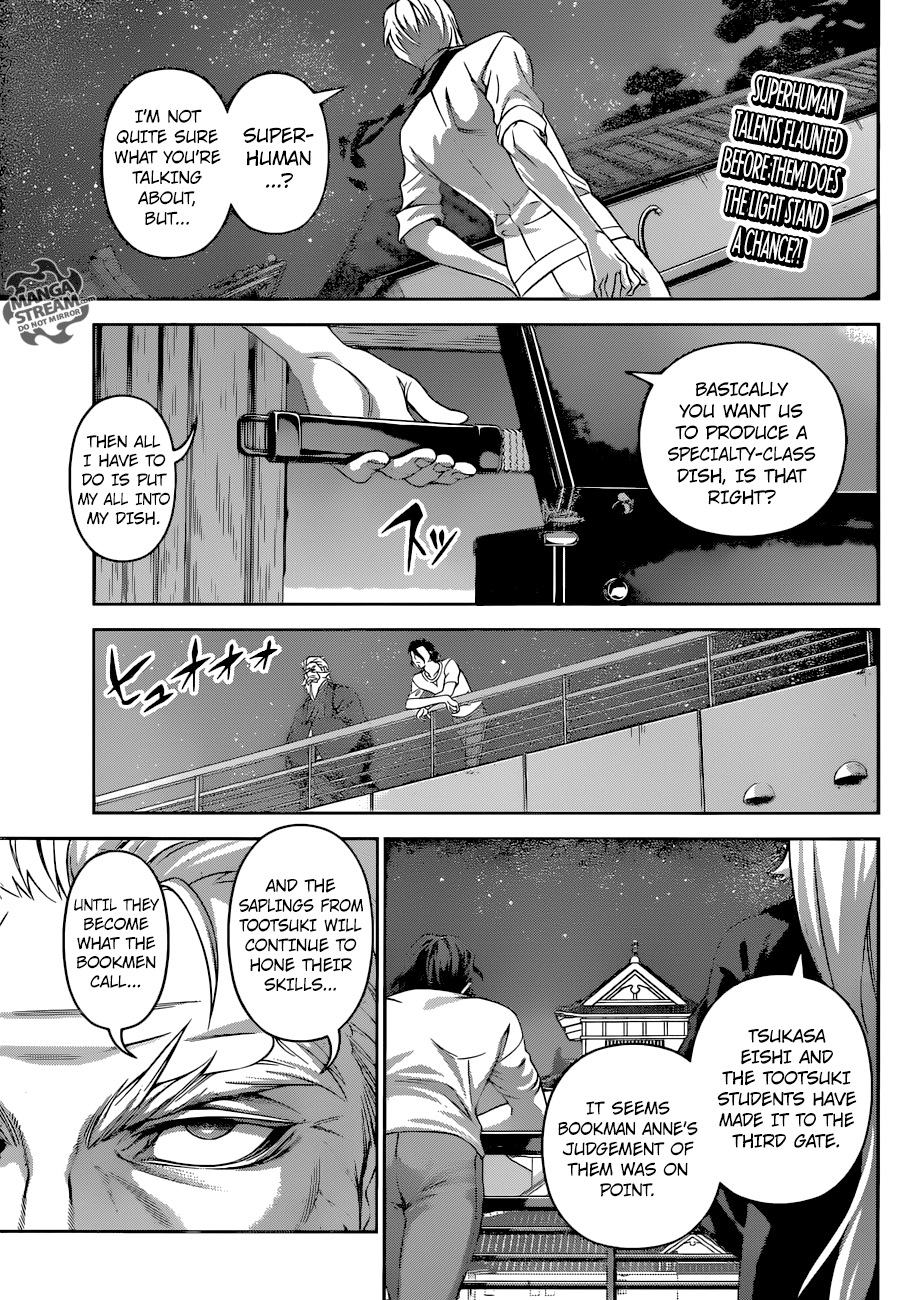 SUPERHUMAN
TALENTS FLAUNTED
BEFORE THEM! DOES
THE LIGHT STAND
A CHANCE?!
SUPER-
HUMAN
...?
I'M NOT
QUITE SURE
WHAT YOU'RE
TALKING
ABOUT,
BUT...
MANGA
STREAM.com
DO NOT MIRROR!
BASICALLY
YOU WANT US
TO PRODUCE A
SPECIALTY-CLASS
DISH, IS THAT
RIGHT?
THEN ALL
I HAVE TO
DO IS PUT
MY ALL INTO
MY DISH.
スッ
ヒュオオオオ
TSUKASA
EISHI AND
THE TOOTSUKI
STUDENTS HAVE
MADE IT TO THE
THIRD GATE.
IT SEEMS
BOOKMAN ANNE'S
JUDGEMENT OF
THEM WAS ON
POINT.
AND THE
SAPLINGS FROM
TOOTSUKI WILL
CONTINUE TO
HONE THEIR
SKILLS...
UNTIL THEY
BECOME
WHAT THE
BOOKMEN
CALL...